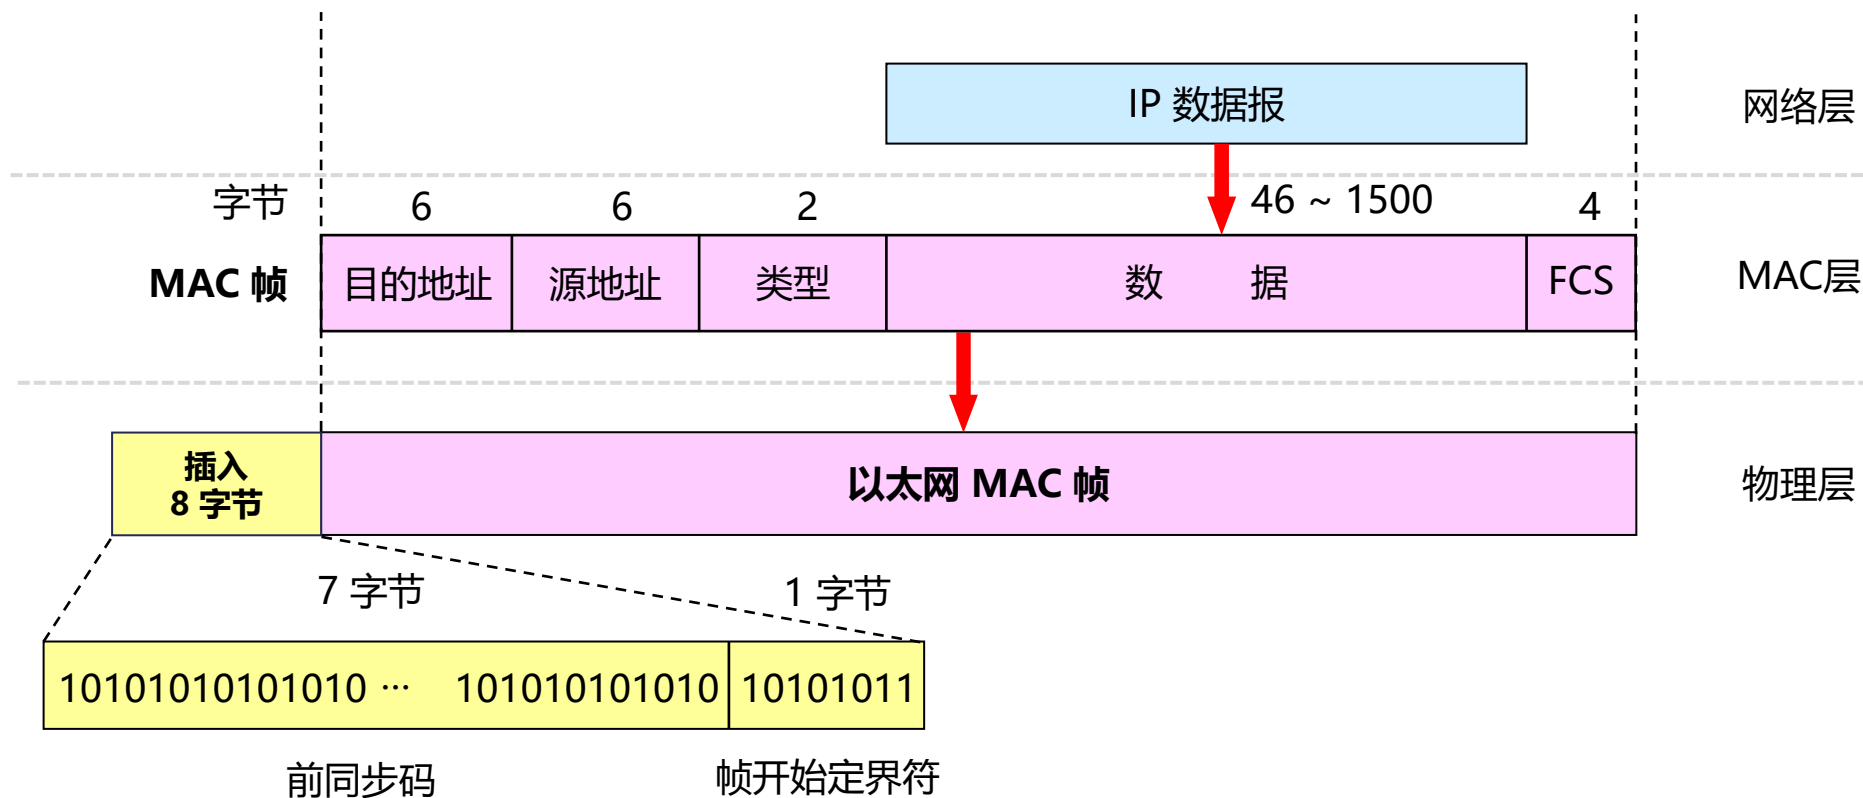 IP 数据报
网络层
字节
6
6
2
46 ~ 1500
4
MAC 帧
目的地址
源地址
类型
数 据
FCS
MAC层
插入
8 字节
以太网 MAC 帧
物理层
7 字节
1 字节
10101010101010 ··· 101010101010
10101011
前同步码
帧开始定界符